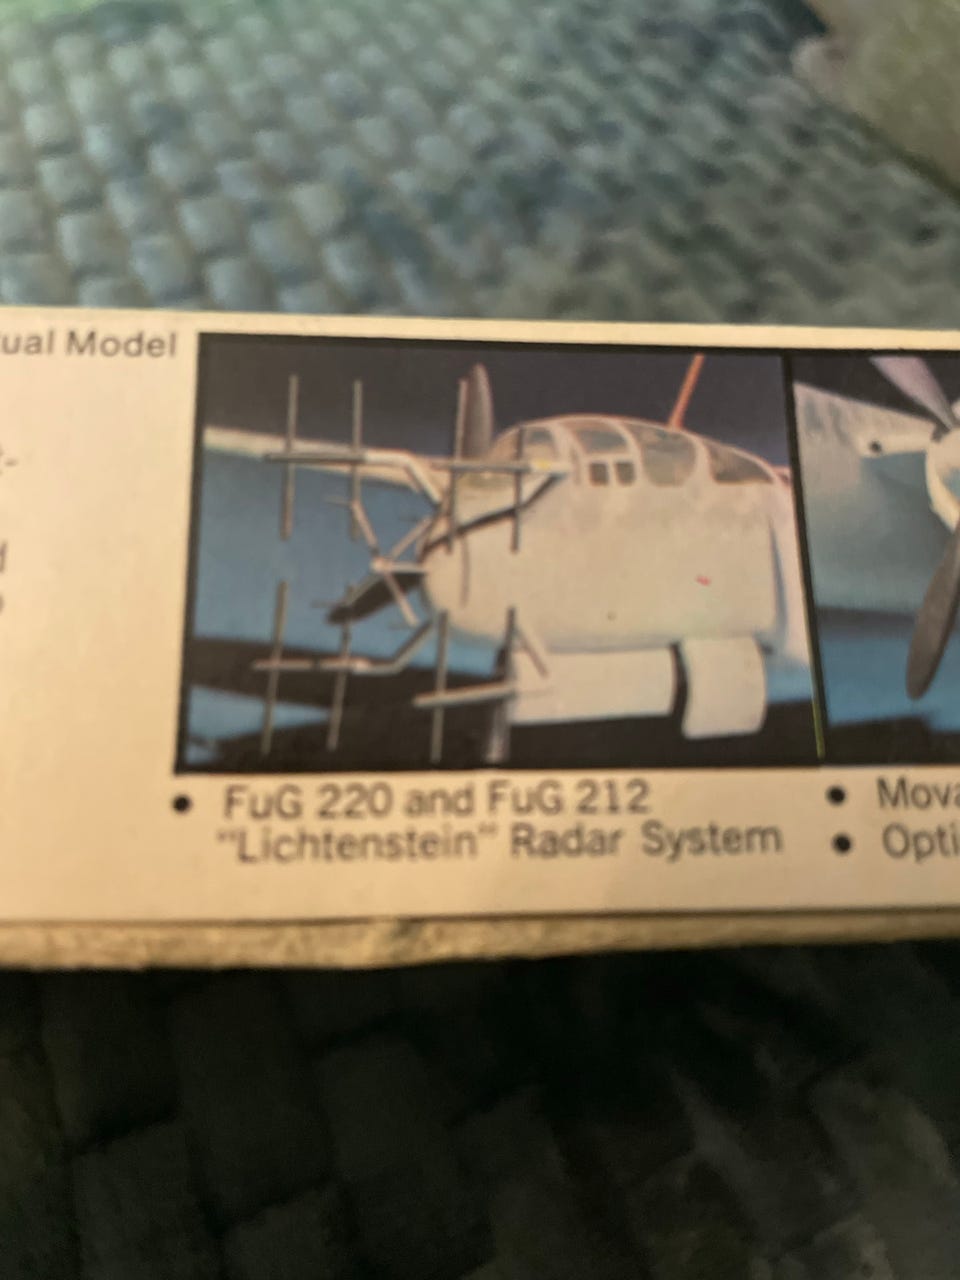 ual Model
• FuG 220 and FuG 212
"Lichtenstein" Radar System
• Mova
• Opti